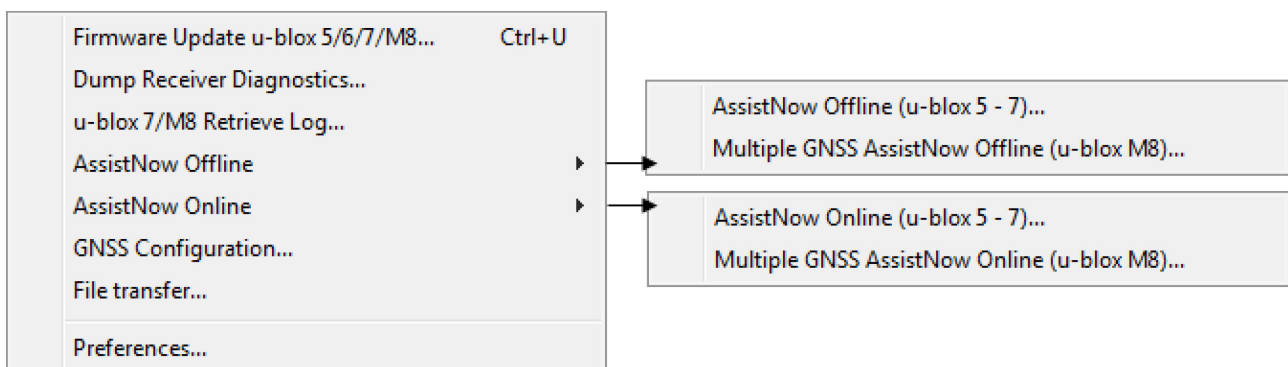 Firmware Update u-blox 5/6/7/M8... Ctrl+U
Dump Receiver Diagnostics...
u-blox 7/M8 Retrieve Log...
AssistNow Offline
AssistNow Online
GNSS Configuration...
File transfer...
Preferences...
AssistNow Offline (u-blox 5 - 7)...
Multiple GNSS AssistNow Offline (u-blox M8)...
AssistNow Online (u-blox 5 - 7)...
Multiple GNSS AssistNow Online (u-blox M8)...